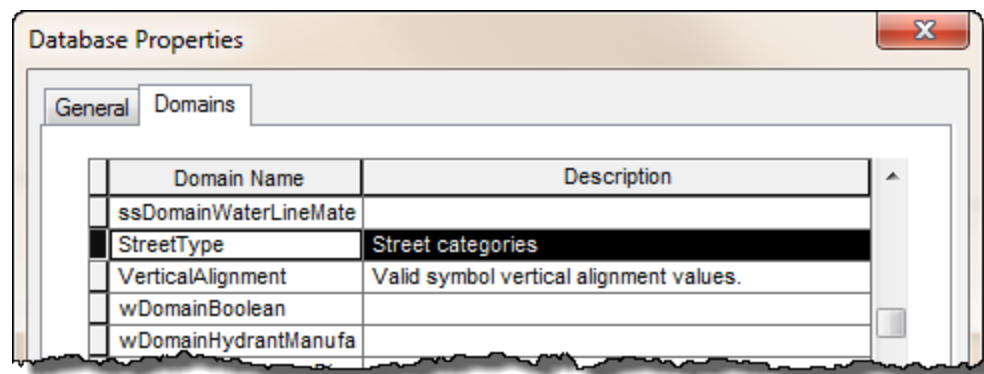 Database Properties
General Domains
Domain Name Description
ssDomainWaterLineMate
StreetType Street categories
VerticalAlignment Valid symbol vertical alignment values.
wDomainBoolean
wDomainHydrantManufa